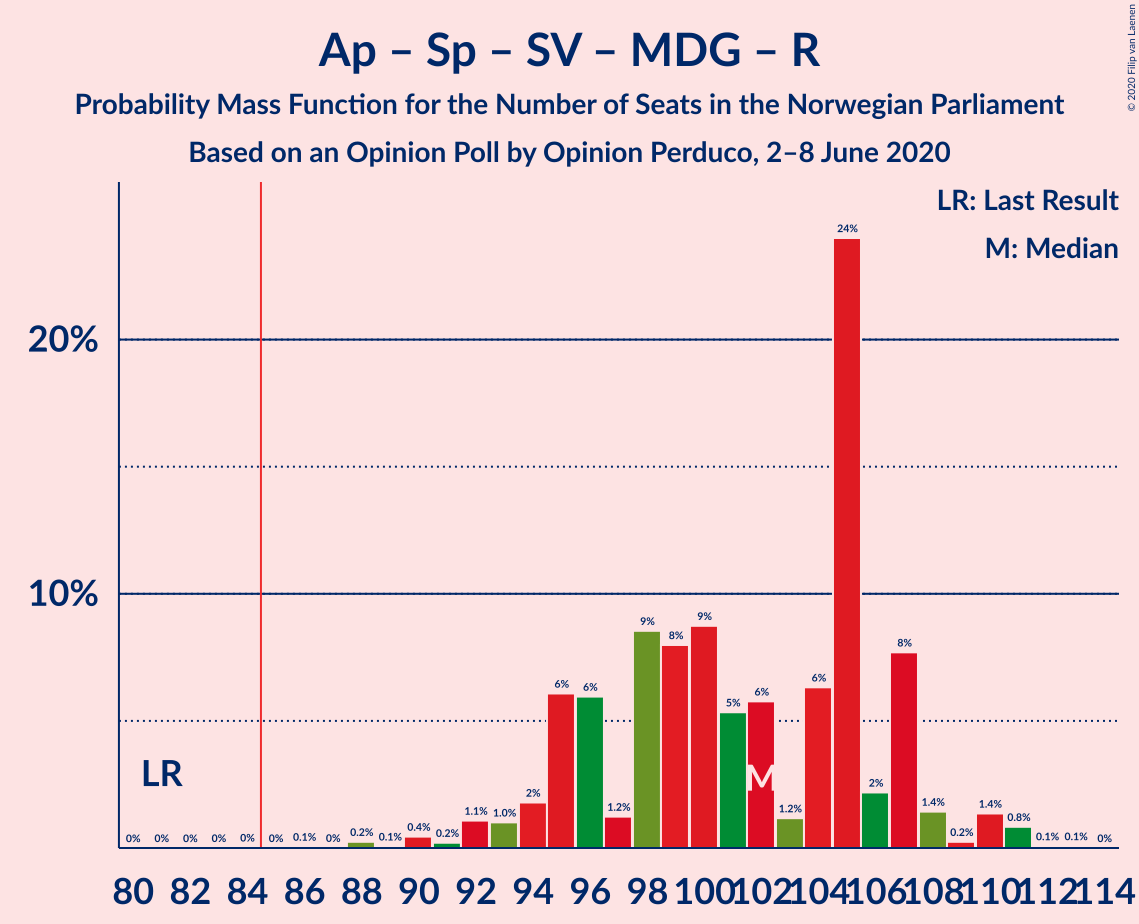 Ap – Sp – SV – MDG – R
Probability Mass Function for the Number of Seats in the Norwegian Parliament
Based on an Opinion Poll by Opinion Perduco, 2–8 June 2020
© 2020 Filip van Laenen
LR: Last Result
M: Median
20%
10%
LR
M
0% 0% 0% 0% 0% 0% 0.1% 0% 0.2% 0.1% 0.4% 0.2% 1.1% 1.0% 2% 6% 6% 1.2% 9% 8% 9% 5% 6% 1.2% 6% 24% 2% 8% 1.4% 0.2% 1.4% 0.8% 0.1% 0.1% 0%
80 82 84 86 88 90 92 94 96 98 100 102 104 106 108 110 112 114